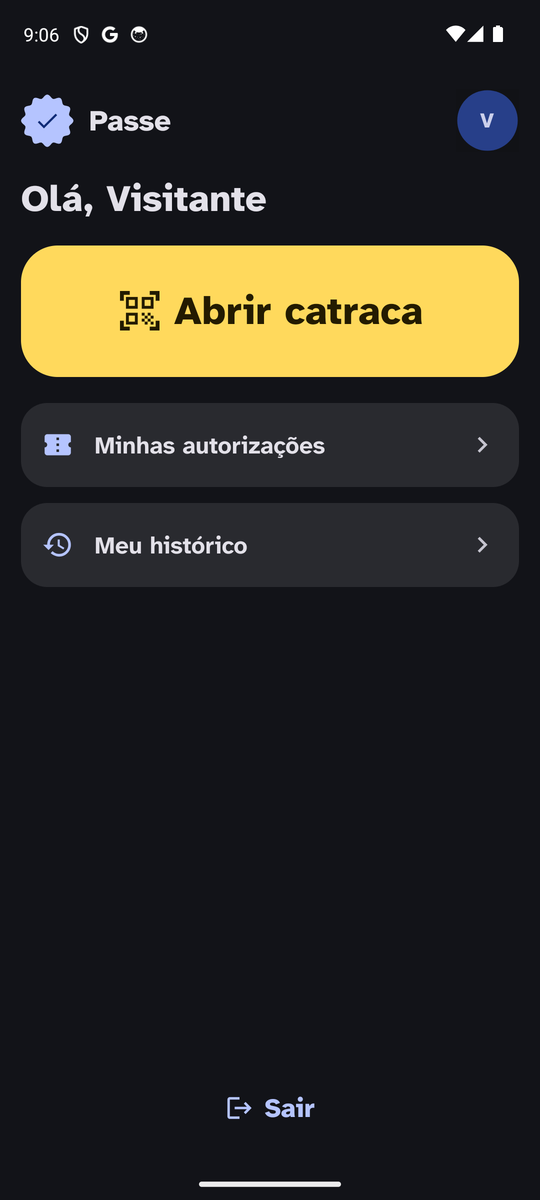 9:06
Passe
V
Olá, Visitante
Abrir catraca
Minhas autorizações
Meu histórico
Sair